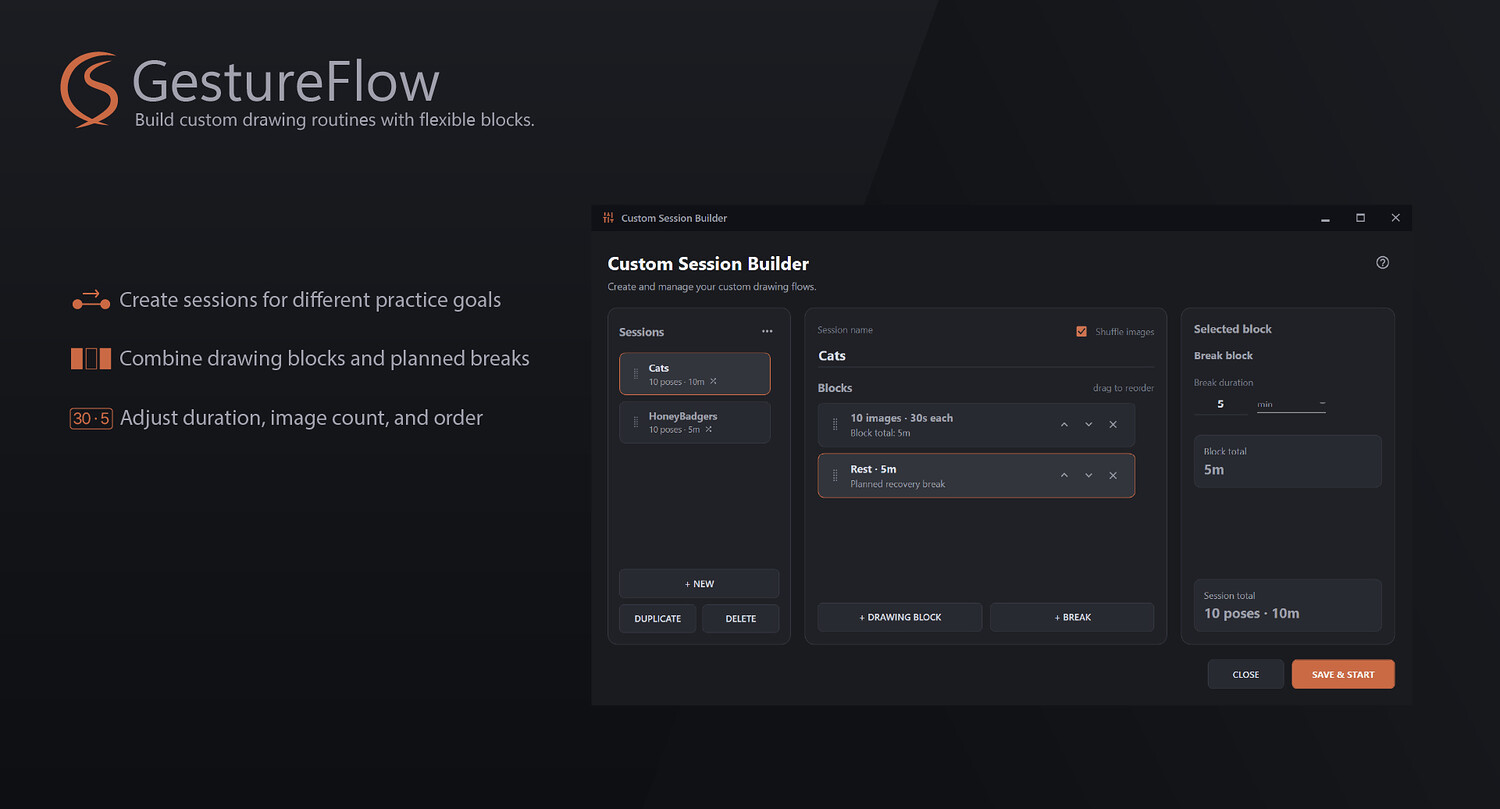 GestureFlow
Build custom drawing routines with flexible blocks.
Create sessions for different practice goals
Combine drawing blocks and planned breaks
30·5 Adjust duration, image count, and order
Custom Session Builder
Custom Session Builder
Create and manage your custom drawing flows.
Sessions
Cats
10 poses · 10m
HoneyBadgers
10 poses · 5m
+ NEW
DUPLICATE
DELETE
Session name
Shuffle images
Cats
Blocks
drag to reorder
10 images · 30s each
Block total: 5m
Rest · 5m
Planned recovery break
+ DRAWING BLOCK
+ BREAK
Selected block
Break block
Break duration
5 min
Block total
5m
Session total
10 poses · 10m
CLOSE
SAVE & START